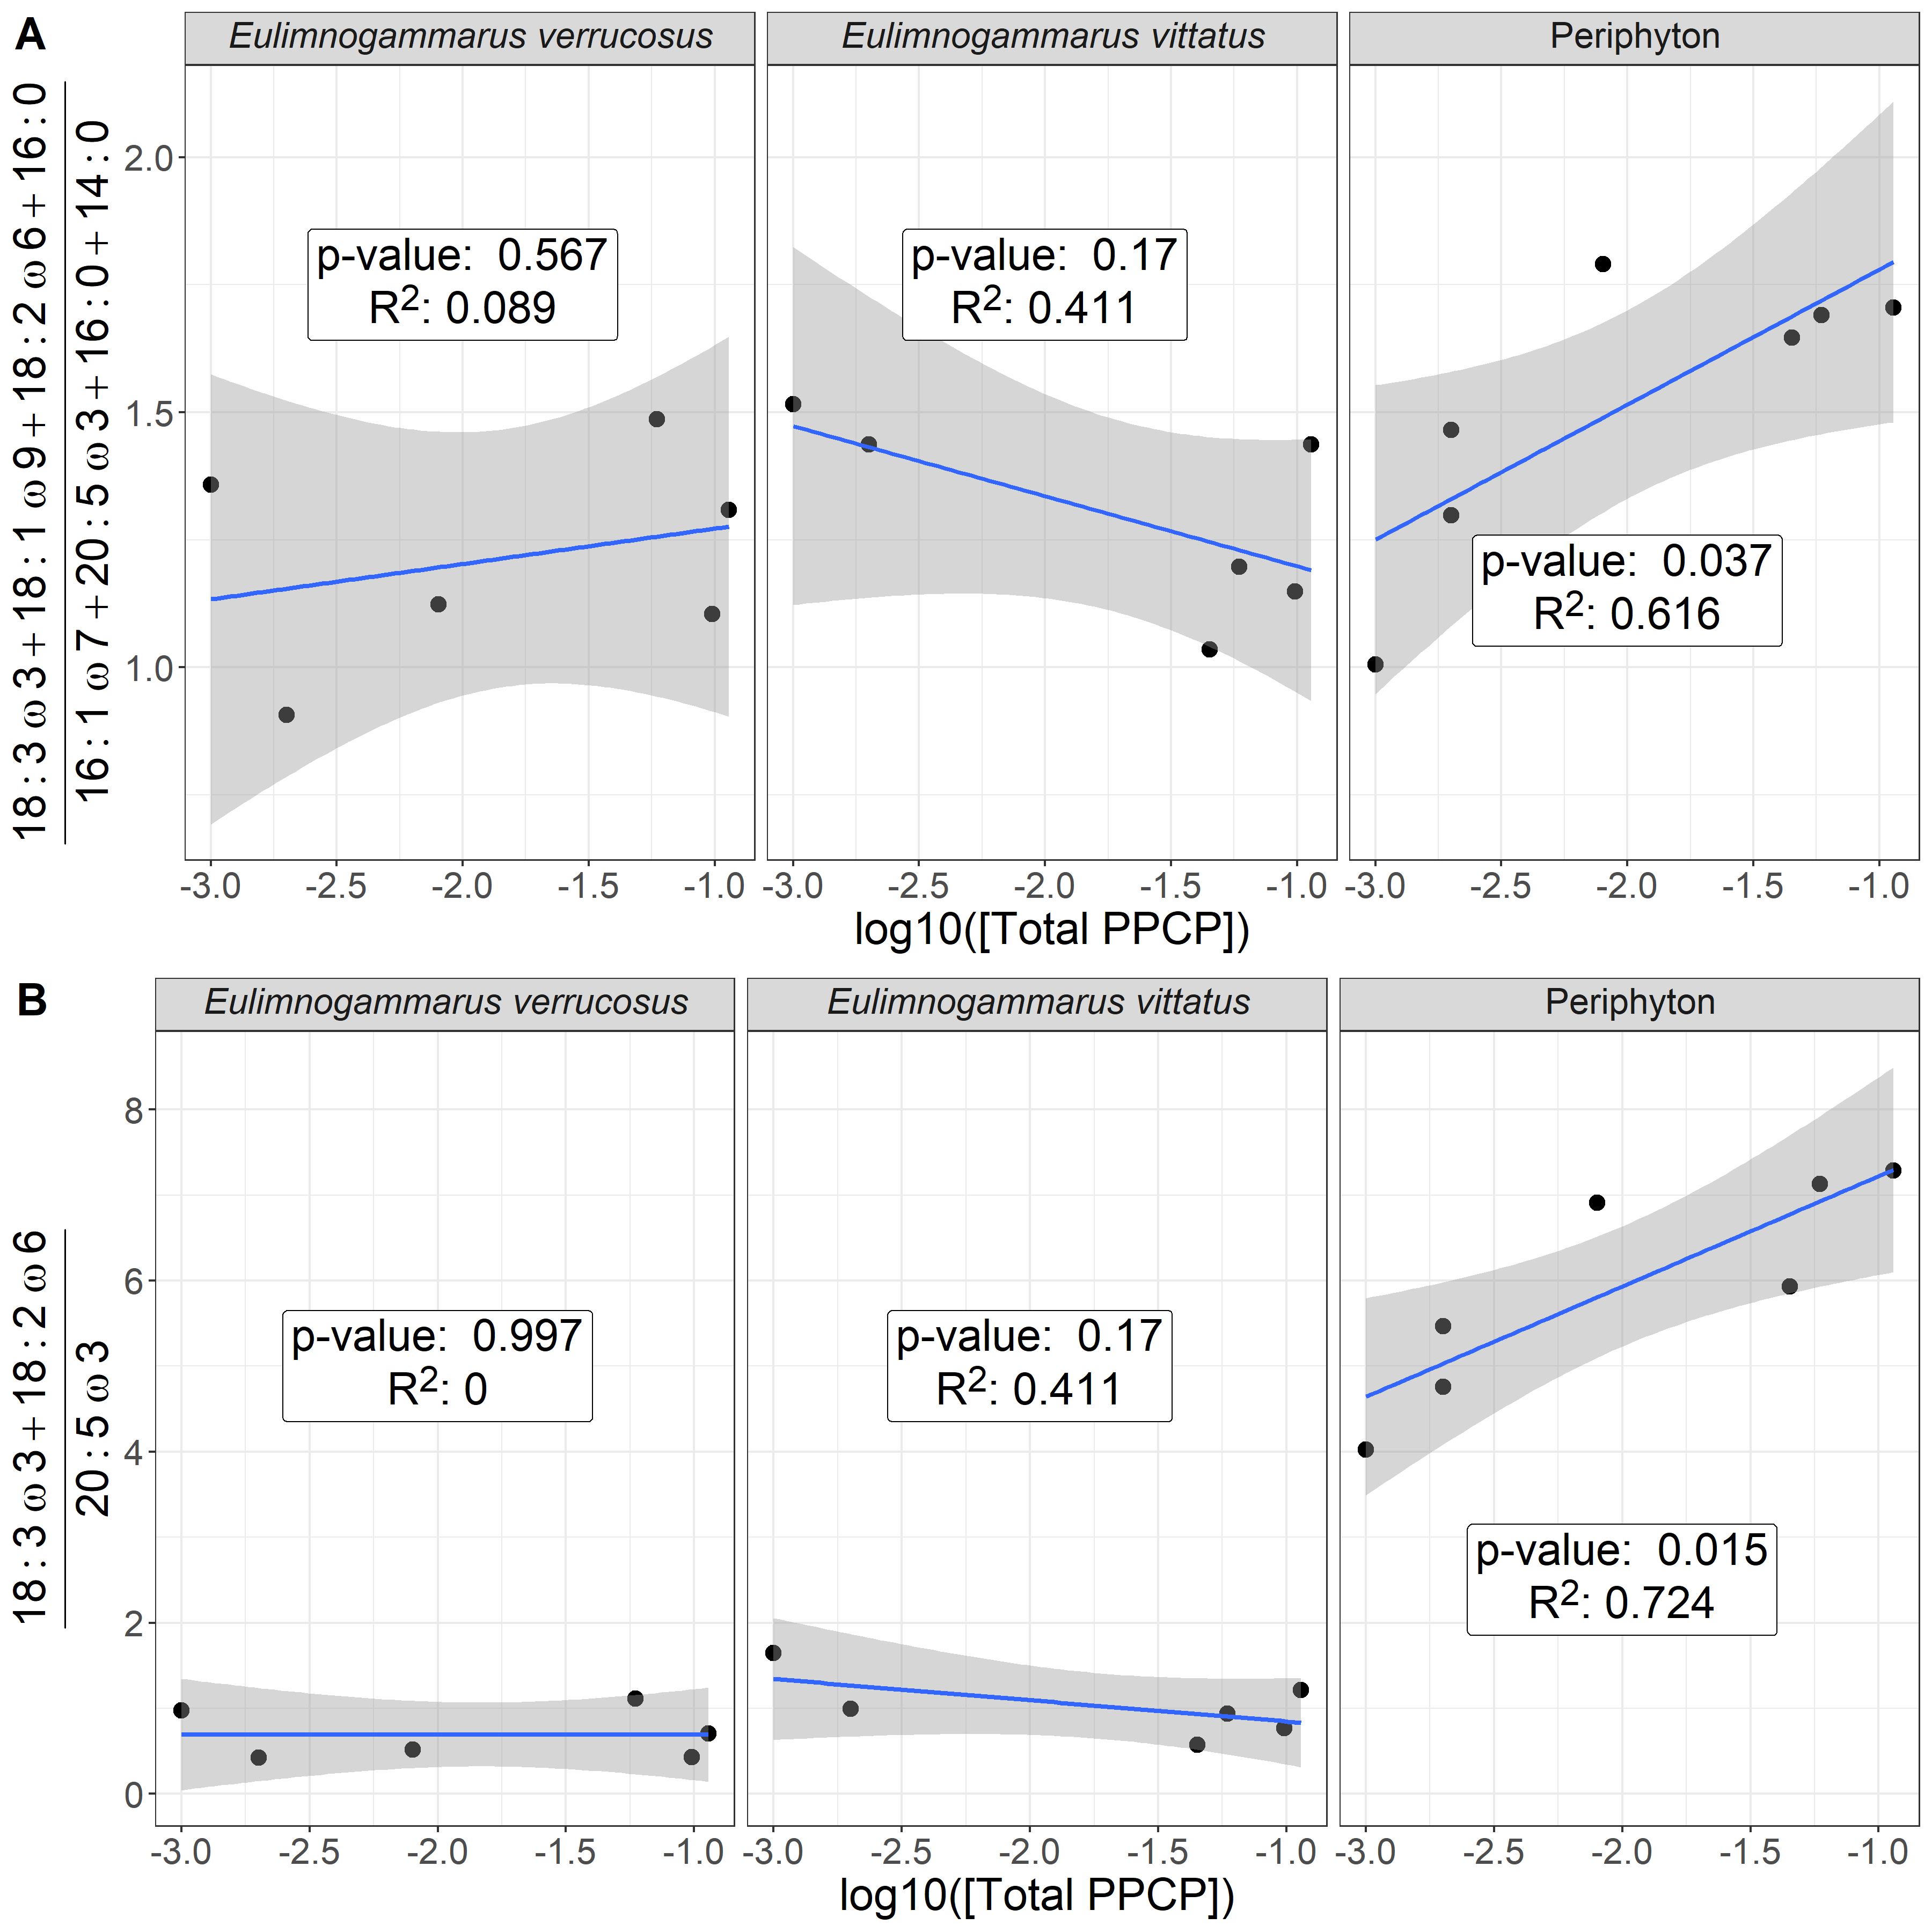 A
Eulimnogammarus verrucosus
Eulimnogammarus vittatus
Periphyton
18:3ω3+18:1ω9+18:2ω6+16:0
16:1ω7+20:5ω3+16:0+14:0
2.0
1.5
1.0
p-value: 0.567
R²: 0.089
p-value: 0.17
R²: 0.411
p-value: 0.037
R²: 0.616
-3.0 -2.5 -2.0 -1.5 -1.0
-3.0 -2.5 -2.0 -1.5 -1.0
-3.0 -2.5 -2.0 -1.5 -1.0
log10([Total PPCP])
B
Eulimnogammarus verrucosus
Eulimnogammarus vittatus
Periphyton
18:3ω3+18:2ω6
20:5ω3
8
6
4
2
0
p-value: 0.997
R²: 0
p-value: 0.17
R²: 0.411
p-value: 0.015
R²: 0.724
-3.0 -2.5 -2.0 -1.5 -1.0
-3.0 -2.5 -2.0 -1.5 -1.0
-3.0 -2.5 -2.0 -1.5 -1.0
log10([Total PPCP])